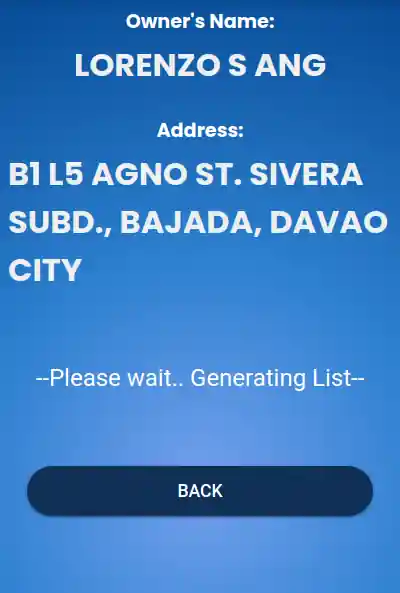 Owner's Name:
LORENZO S ANG
Address:
B1 L5 AGNO ST. SIVERA
SUBD., BAJADA, DAVAO
CITY
--Please wait.. Generating List--
BACK